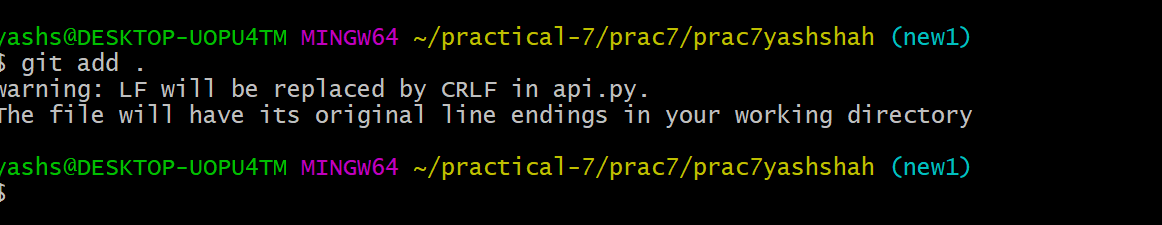 yashs@DESKTOP-UOPU4TM MINGW64 ~/practical-7/prac7/prac7yashshah (new1)
$ git add .
warning: LF will be replaced by CRLF in api.py.
The file will have its original line endings in your working directory
yashs@DESKTOP-UOPU4TM MINGW64 ~/practical-7/prac7/prac7yashshah (new1)
$